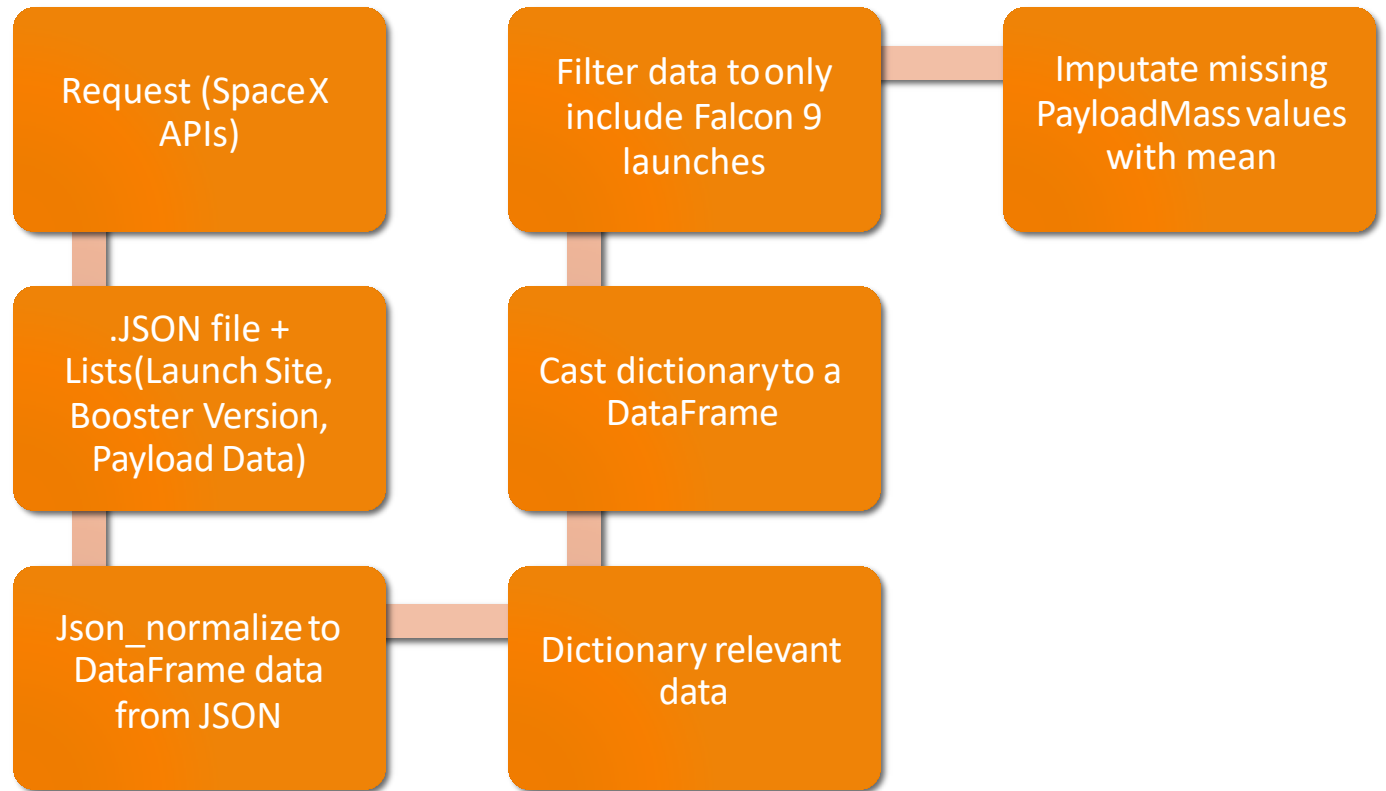 Request (SpaceX
APIs)
.JSON file +
Lists(Launch Site,
Booster Version,
Payload Data)
Json_normalize to
DataFrame data
from JSON
Dictionary relevant
data
Cast dictionary to a
DataFrame
Filter data to only
include Falcon 9
launches
Imputate missing
PayloadMass values
with mean